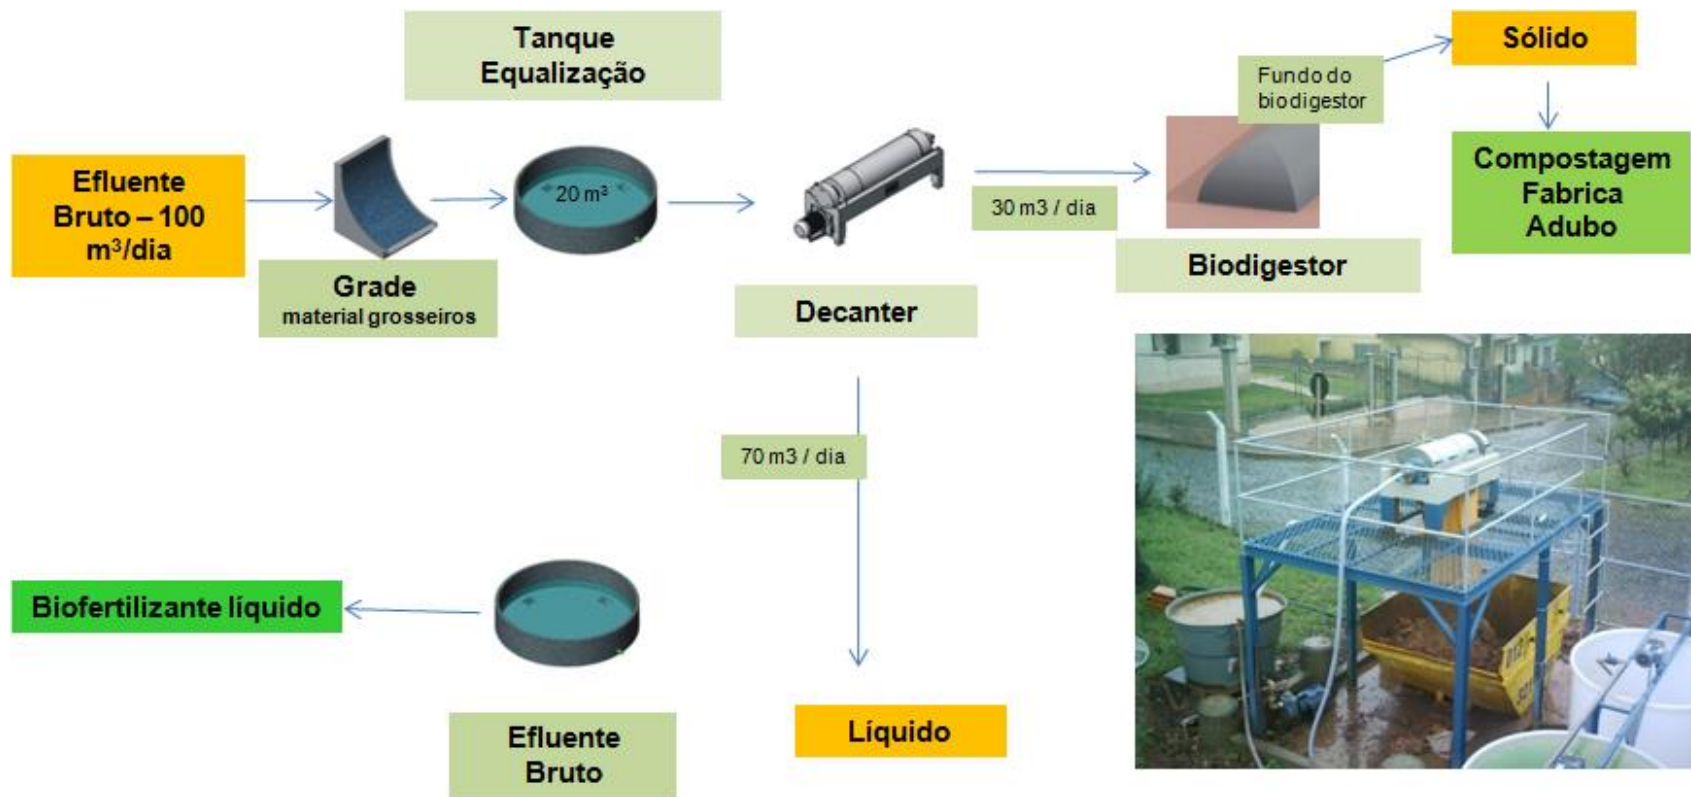 Tanque
Equalização
Sólido
Fundo do
biodigestor
Efluente
Bruto – 100
m³/dia
20 m³
30 m3 / dia
Compostagem
Fabrica
Adubo
Grade
material grosseiros
Biodigestor
Decanter
70 m3 / dia
Biofertilizante líquido
Efluente
Bruto
Líquido